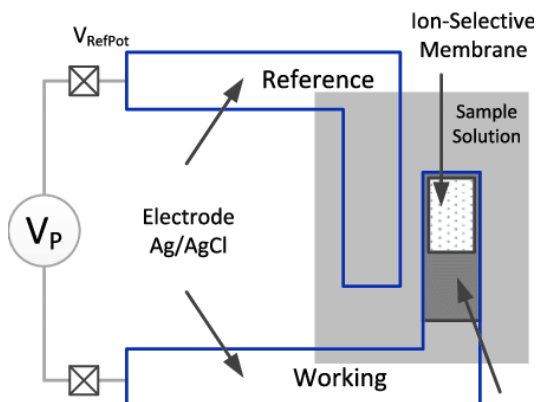 V_RefPot
Ion-Selective
Membrane
Reference
Sample
Solution
Electrode
Ag/AgCl
V_P
Working